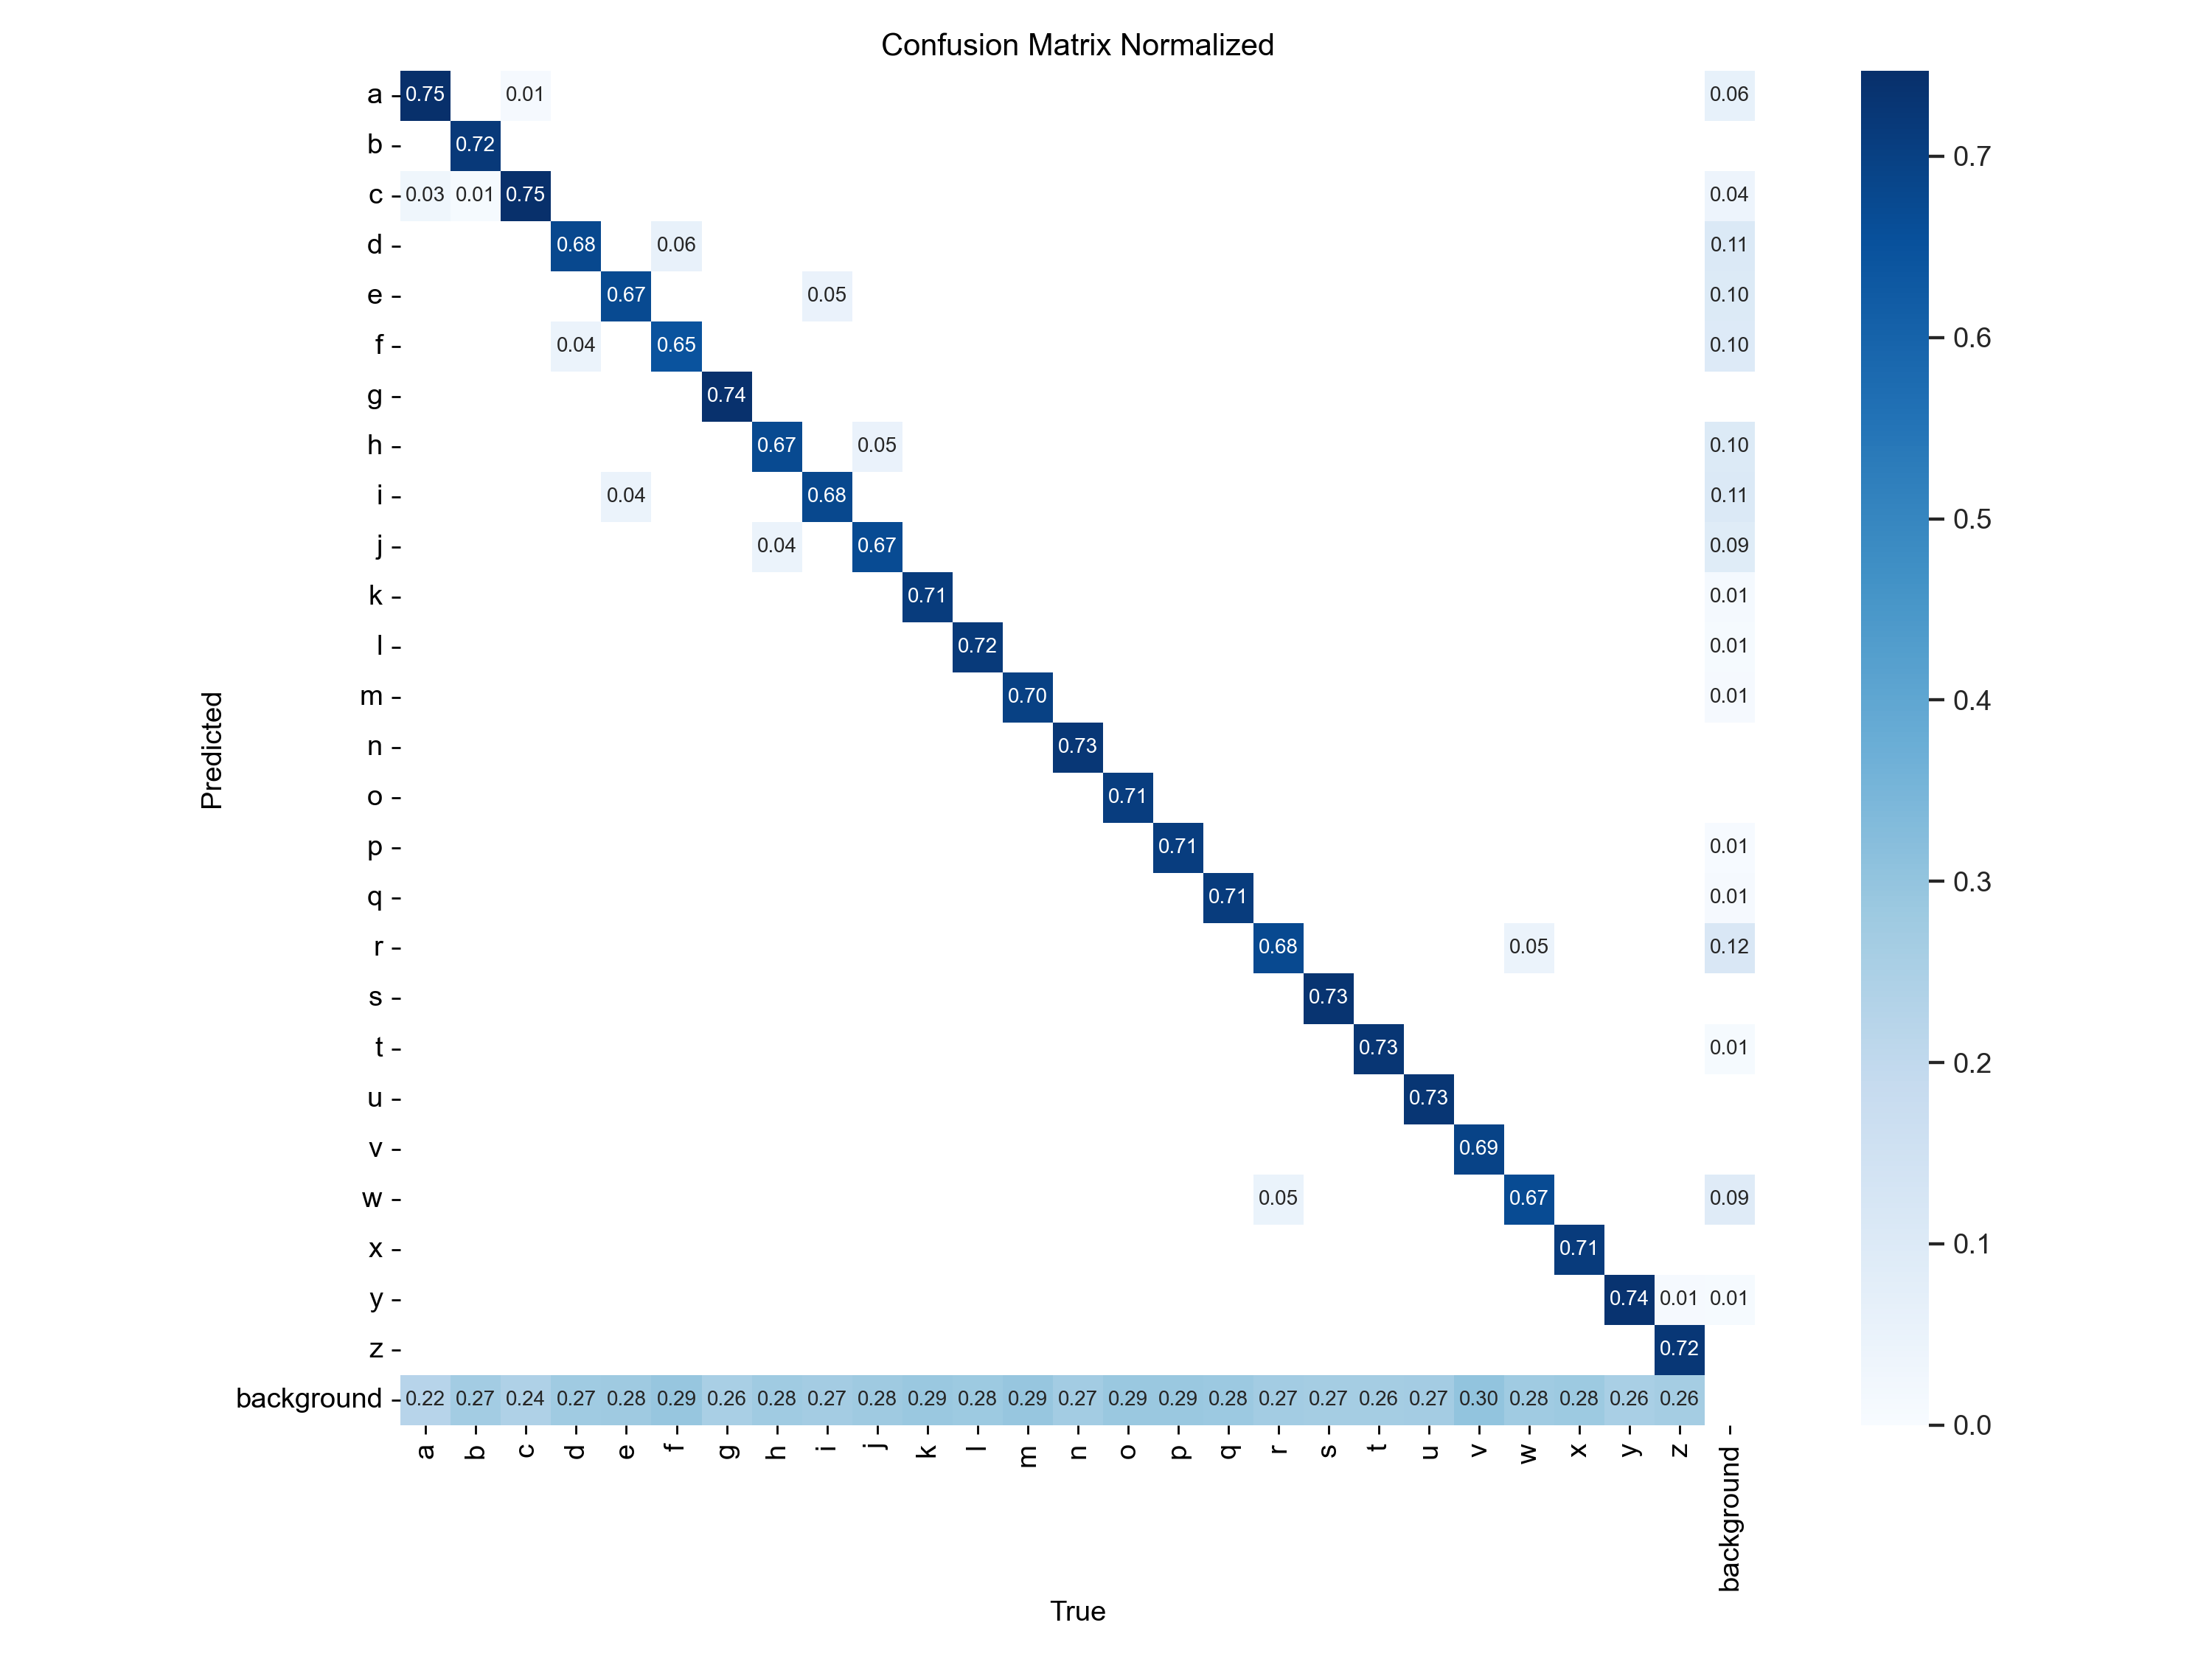 Confusion Matrix Normalized
a 0.75 0.01 0.06
b 0.72
c 0.03 0.01 0.75 0.04
d 0.68 0.06 0.11
e 0.67 0.05 0.10
f 0.04 0.65 0.10
g 0.74
h 0.67 0.05 0.10
i 0.04 0.68 0.11
j 0.04 0.67 0.09
k 0.71 0.01
l 0.72 0.01
m 0.70 0.01
n 0.73
o 0.71
p 0.71 0.01
q 0.71 0.01
r 0.68 0.05 0.12
s 0.73
t 0.73 0.01
u 0.73
v 0.69
w 0.05 0.67 0.09
x 0.71
y 0.74 0.01 0.01
z 0.72
background 0.22 0.27 0.24 0.27 0.28 0.29 0.26 0.28 0.27 0.28 0.29 0.28 0.29 0.27 0.29 0.29 0.28 0.27 0.27 0.26 0.27 0.30 0.28 0.28 0.26 0.26
a b c d e f g h i j k l m n o p q r s t u v w x y z background
True
Predicted
0.7
0.6
0.5
0.4
0.3
0.2
0.1
0.0